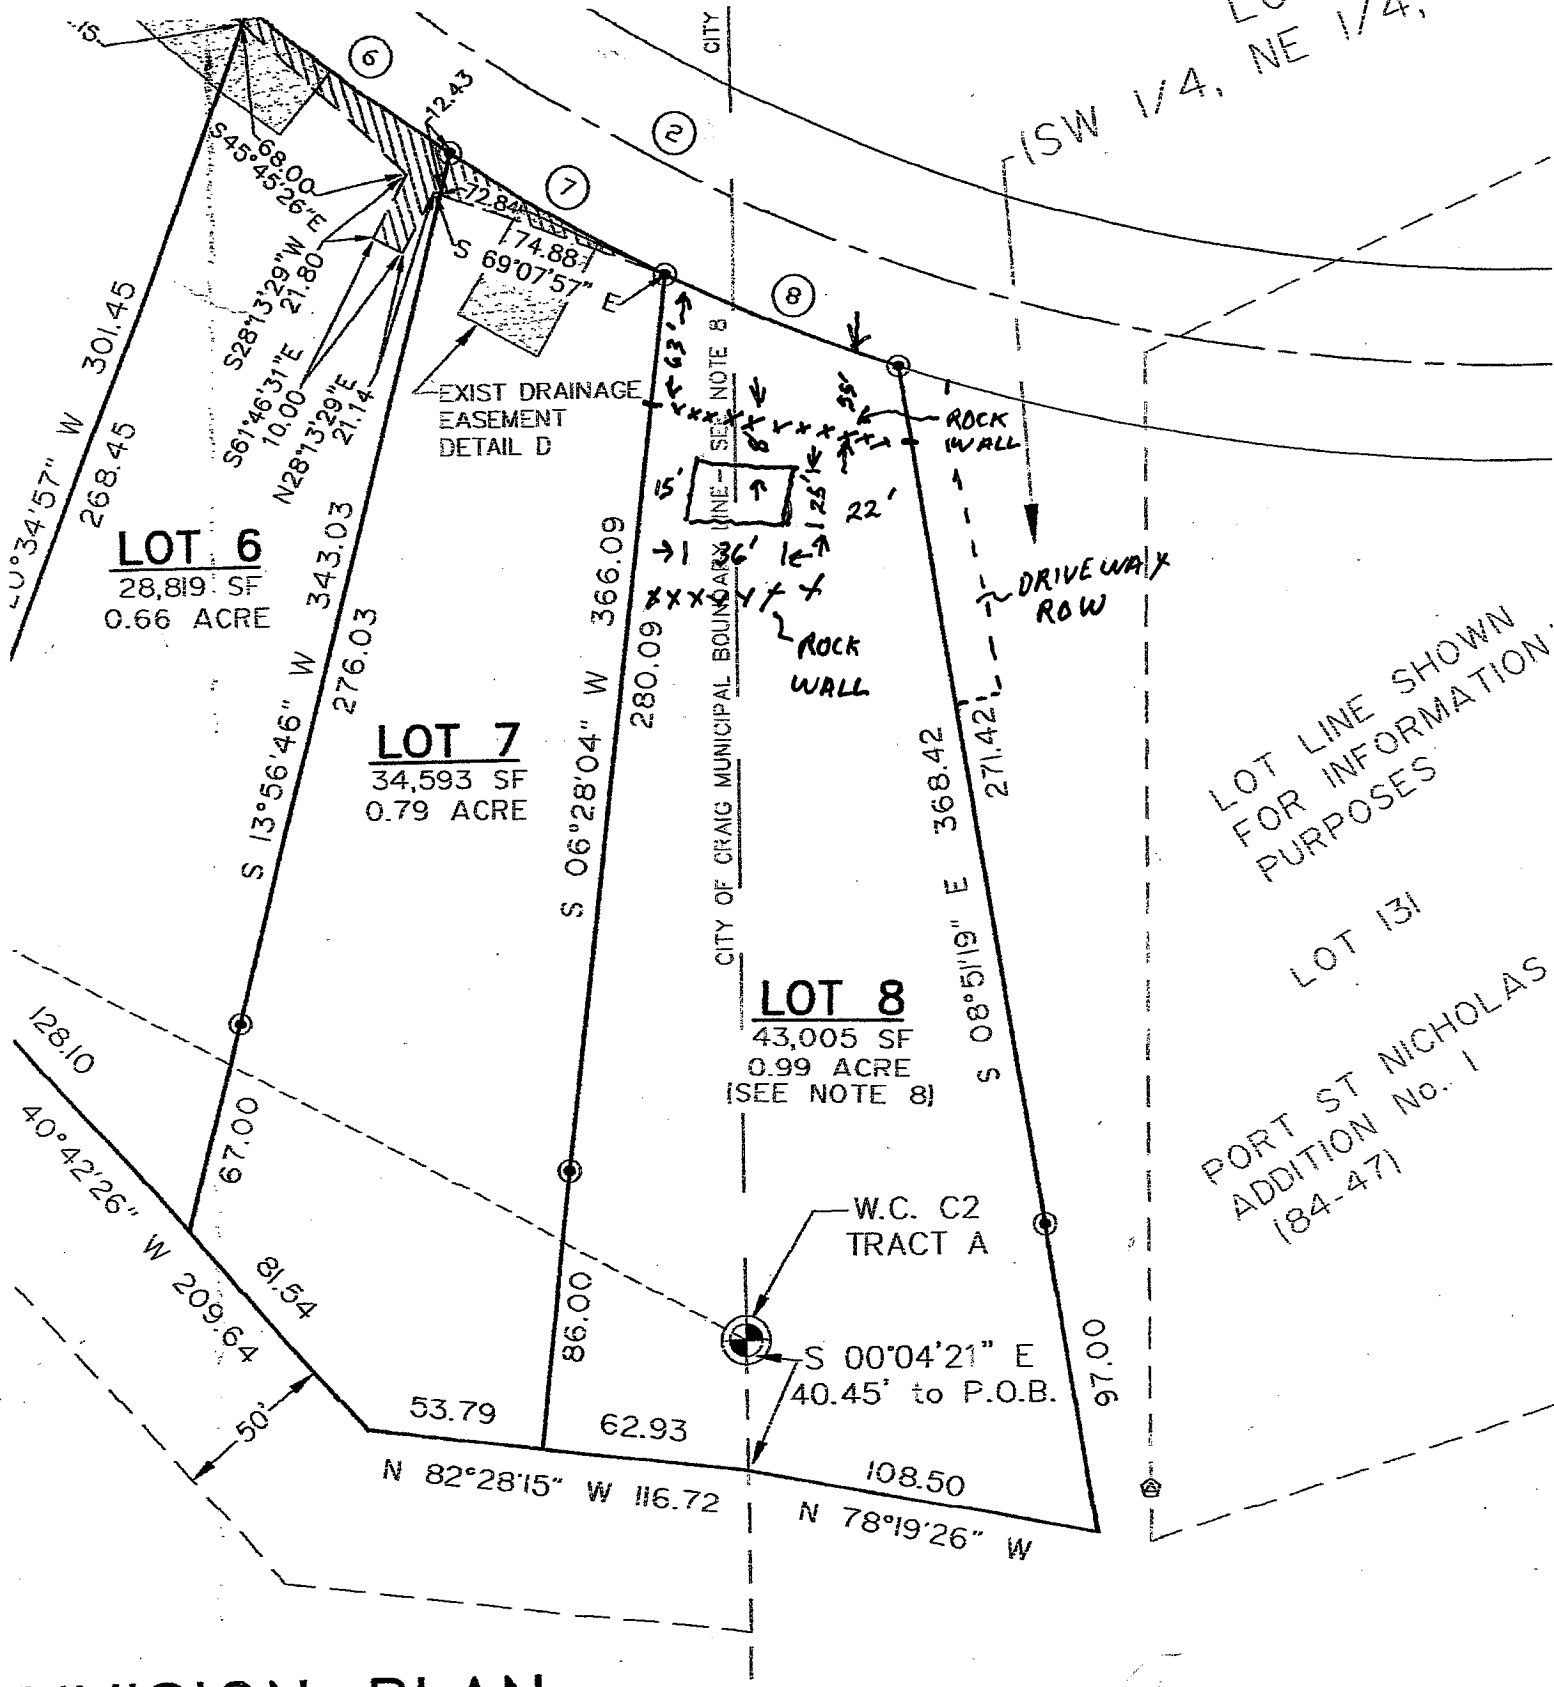 CITY
(SW 1/4, NE 1/4,
6
12.43
2
68.00
S45°45'26"E
7
72.84
74.88
S 69°07'57" E
8
S28°13'29"W
21.80
S61°46'31"E
10.00
N28°13'29"E
21.14
EXIST DRAINAGE
EASEMENT
DETAIL D
63'
55'
ROCK
WALL
8'
15'
25'
22'
36'
ROCK
WALL
DRIVEWAY
ROW
W 301.45
268.45
LOT 6
28,819 SF
0.66 ACRE
S 13°56'46" W 343.03
276.03
LOT 7
34,593 SF
0.79 ACRE
S 06°28'04" W 366.09
280.09
CITY OF CRAIG MUNICIPAL BOUNDARY LINE - SEE NOTE 8
LOT 8
43,005 SF
0.99 ACRE
(SEE NOTE 8)
S 08°51'19" E 368.42
271.42
LOT LINE SHOWN
FOR INFORMATION
PURPOSES
LOT 131
PORT ST NICHOLAS
ADDITION No. 1
(84-47)
128.10
40°42'26" W 209.64
67.00
81.54
50'
86.00
W.C. C2
TRACT A
S 00°04'21" E
40.45' to P.O.B.
97.00
53.79
62.93
N 82°28'15" W 116.72
108.50
N 78°19'26" W
PLAN